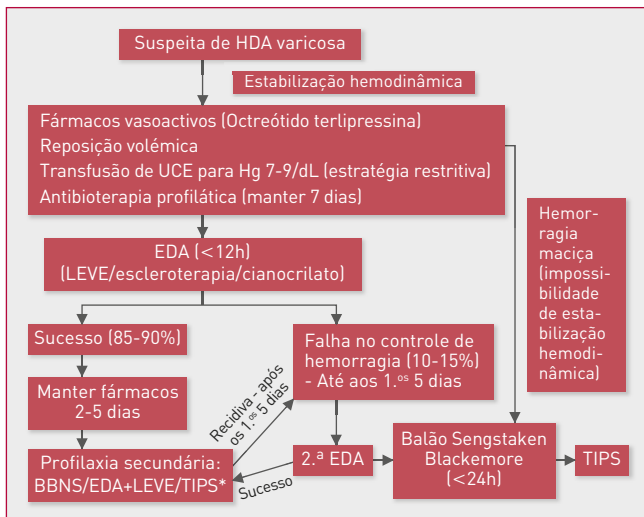 Suspeita de HDA varicosa
Estabilização hemodinâmica
Fármacos vasoactivos (Octreótido terlipressina)
Reposição volémica
Transfusão de UCE para Hg 7-9/dL (estratégia restritiva)
Antibioterapia profilática (manter 7 dias)
EDA (<12h)
(LEVE/escleroterapia/cianocrilato)
Hemor-
ragia
maciça
(impossi-
bilidade
de esta-
bilização
hemodi-
nâmica)
Sucesso (85-90%)
Falha no controle de
hemorragia (10-15%)
- Até aos 1.ᵒˢ 5 dias
Manter fármacos
2-5 dias
Recidiva - após
os 1.ᵒˢ 5 dias
Profilaxia secundária:
BBNS/EDA+LEVE/TIPS*
Sucesso
2.ª EDA
Balão Sengstaken
Blackemore
(<24h)
TIPS